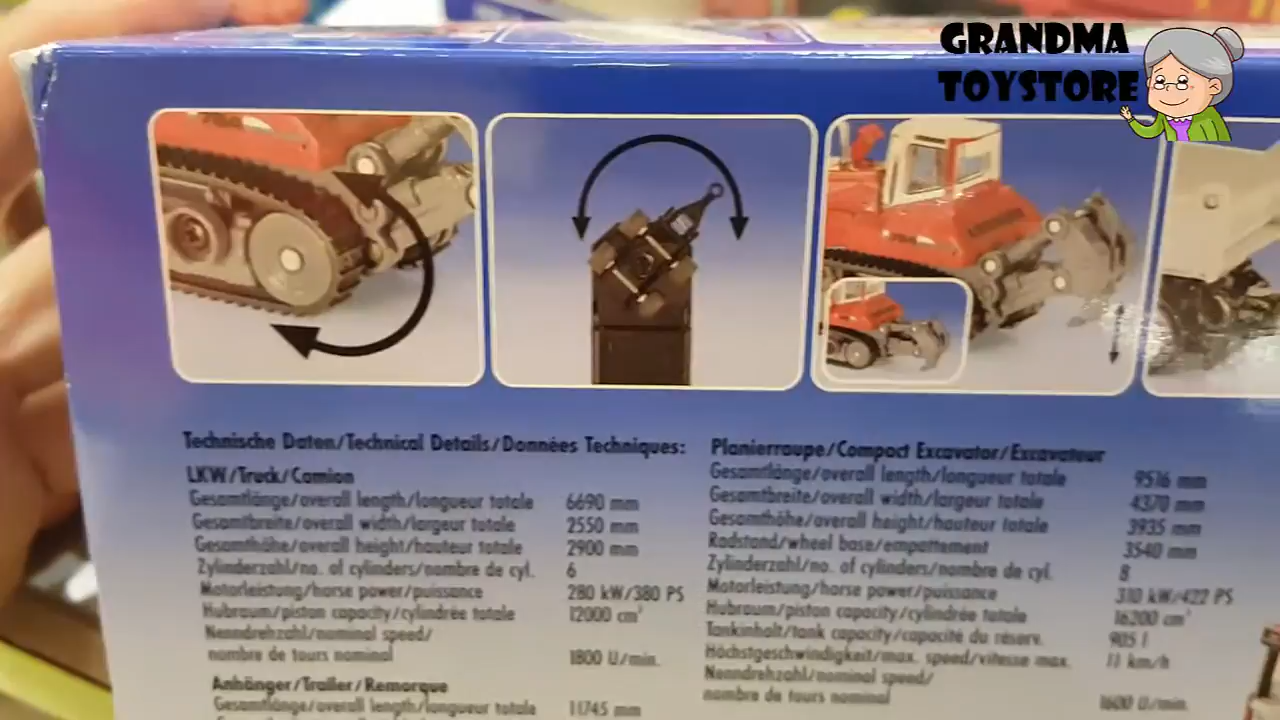 GRANDMA
TOYSTORE
Technische Daten/Technical Details/Données Techniques:
LKW/Truck/Camion
Gesamtlänge/overall length/longueur totale 6690 mm
Gesamtbreite/overall width/largeur totale 2550 mm
Gesamthöhe/overall height/hauteur totale 2900 mm
Zylinderzahl/no. of cylinders/nombre de cyl. 6
Motorleistung/horse power/puissance 280 kW/380 PS
Hubraum/piston capacity/cylindrée totale 12000 cm³
Nenndrehzahl/nominal speed/
nombre de tours nominal 1800 U/min.
Anhänger/Trailer/Remorque
Gesamtlänge/overall length/longueur totale 11745 mm
Planierraupe/Compact Excavator/Excavateur
Gesamtlänge/overall length/longueur totale 9516 mm
Gesamtbreite/overall width/largeur totale 4370 mm
Gesamthöhe/overall height/hauteur totale 3935 mm
Radstand/wheel base/empattement 3540 mm
Zylinderzahl/no. of cylinders/nombre de cyl. 8
Motorleistung/horse power/puissance 310 kW/422 PS
Hubraum/piston capacity/cylindrée totale 16200 cm³
Tankinhalt/tank capacity/capacité du réserv. 905 l
Höchstgeschwindigkeit/max. speed/vitesse max. 11 km/h
Nenndrehzahl/nominal speed/
nombre de tours nominal 1600 U/min.